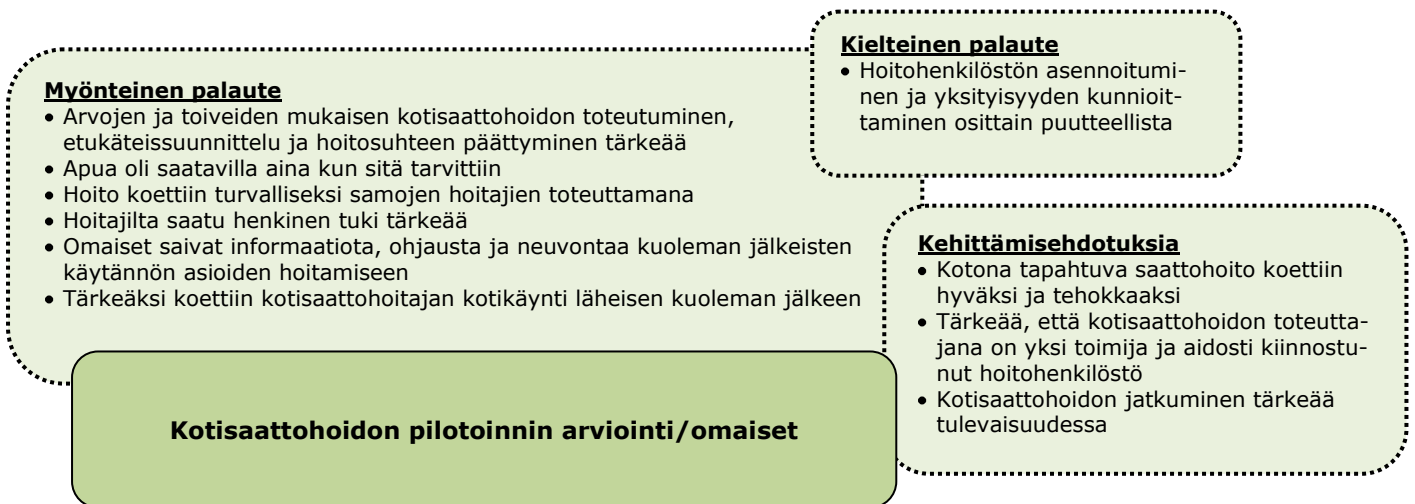 Myönteinen palaute
• Arvojen ja toiveiden mukaisen kotisaattohoidon toteutuminen,
etukäteissuunnittelu ja hoitosuhteen päättyminen tärkeää
• Apua oli saatavilla aina kun sitä tarvittiin
• Hoito koettiin turvalliseksi samojen hoitajien toteuttamana
• Hoitajilta saatu henkinen tuki tärkeää
• Omaiset saivat informaatiota, ohjausta ja neuvontaa kuoleman jälkeisten
käytännön asioiden hoitamiseen
• Tärkeäksi koettiin kotisaattohoitajan kotikäynti läheisen kuoleman jälkeen
Kielteinen palaute
• Hoitohenkilöstön asennoitumi-
nen ja yksityisyyden kunnioit-
taminen osittain puutteellista
Kehittämisehdotuksia
• Kotona tapahtuva saattohoito koettiin
hyväksi ja tehokkaaksi
• Tärkeää, että kotisaattohoidon toteutta-
jana on yksi toimija ja aidosti kiinnostu-
nut hoitohenkilöstö
• Kotisaattohoidon jatkuminen tärkeää
tulevaisuudessa
Kotisaattohoidon pilotoinnin arviointi/omaiset